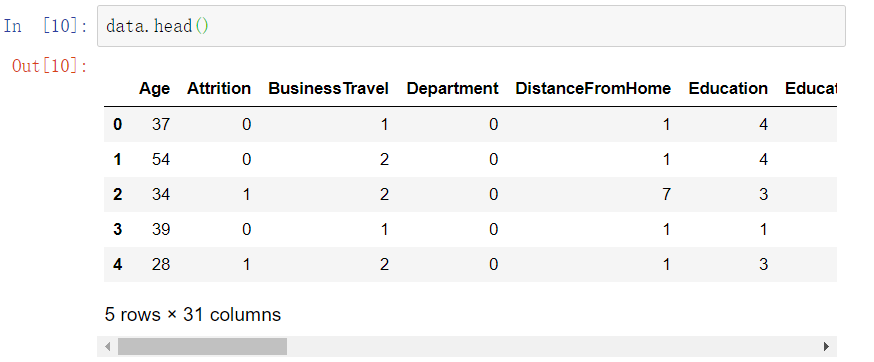 In [10]: data.head()
Out[10]:
Age Attrition BusinessTravel Department DistanceFromHome Education Educat
0 37 0 1 0 1 4
1 54 0 2 0 1 4
2 34 1 2 0 7 3
3 39 0 1 0 1 1
4 28 1 2 0 1 3
5 rows × 31 columns